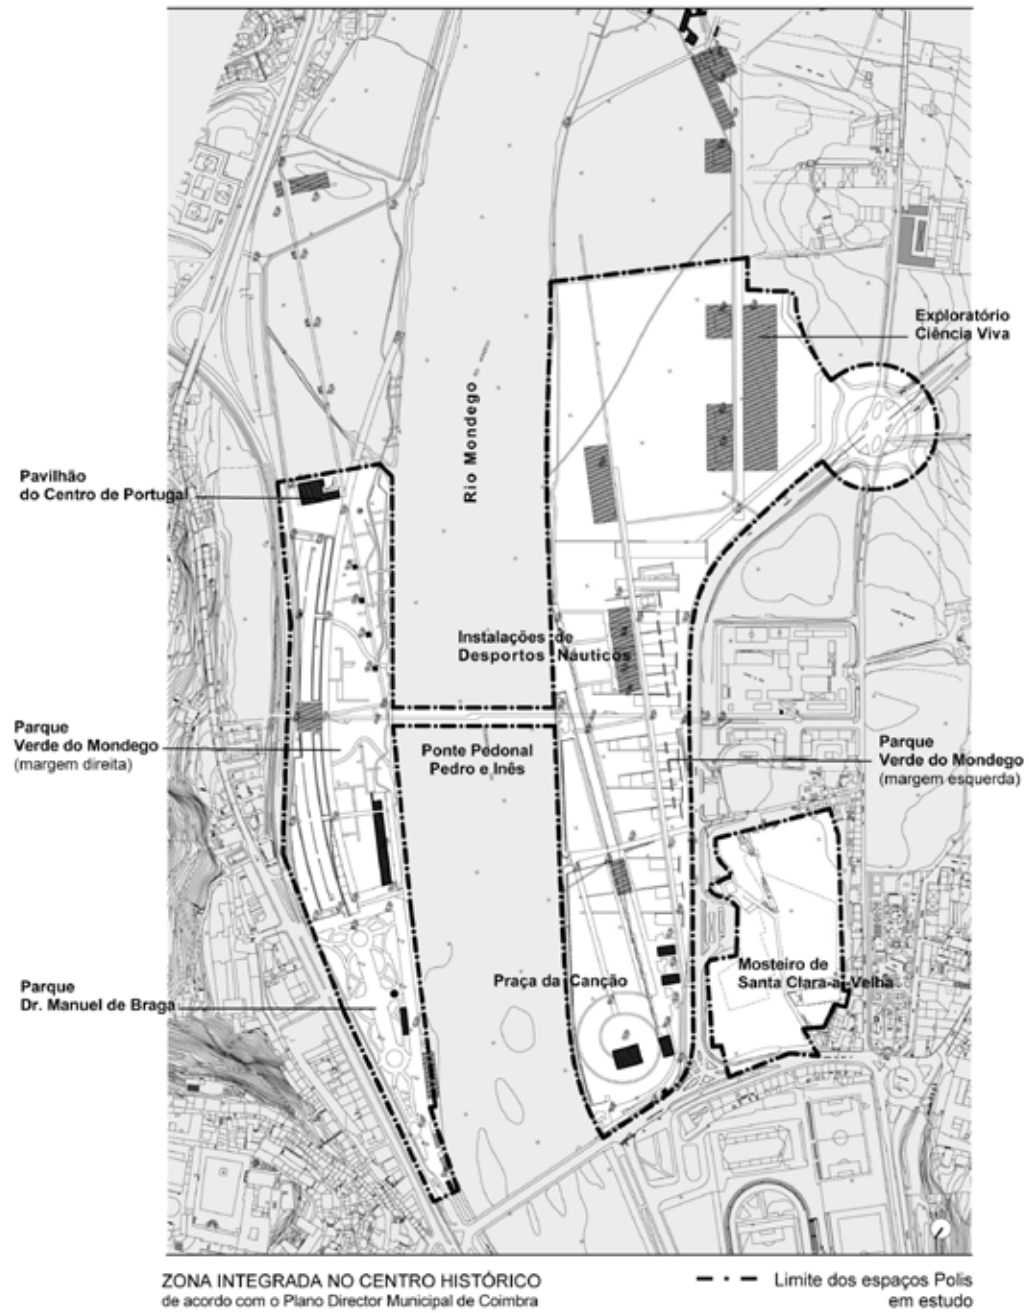 Exploratório
Ciência Viva
Rio Mondego
Pavilhão
do Centro de Portugal
Instalações de
Desportos Náuticos
Parque
Verde do Mondego
(margem direita)
Ponte Pedonal
Pedro e Inês
Parque
Verde do Mondego
(margem esquerda)
Praça da Canção
Mosteiro de
Santa Clara-a-Velha
Parque
Dr. Manuel de Braga
ZONA INTEGRADA NO CENTRO HISTÓRICO
de acordo com o Plano Director Municipal de Coimbra
Limite dos espaços Polis
em estudo